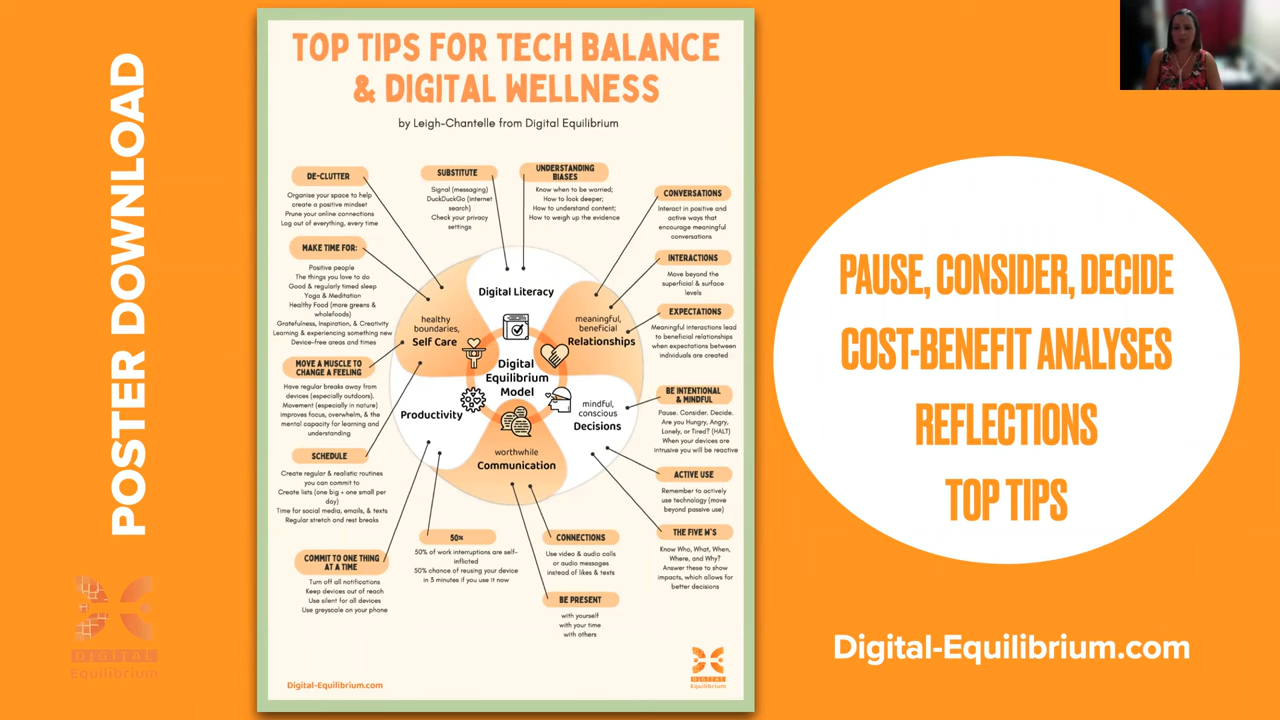 POSTER DOWNLOAD
DIGITAL
Equilibrium
TOP TIPS FOR TECH BALANCE
& DIGITAL WELLNESS
by Leigh-Chantelle from Digital Equilibrium
DE-CLUTTER
Organise your space to help
create a positive mindset
Prune your online connections
Log out of everything, every time
MAKE TIME FOR:
Positive people
The things you love to do
Good & regularly timed sleep
Yoga & Meditation
Healthy Food (more greens &
wholefoods)
Gratefulness, Inspiration, & Creativity
Learning & experiencing something new
Device-free areas and times
MOVE A MUSCLE TO
CHANGE A FEELING
Have regular breaks away from
devices (especially outdoors).
Movement (especially in nature)
improves focus, overwhelm, & the
mental capacity for learning and
understanding
SCHEDULE
Create regular & realistic routines
you can commit to
Create lists (one big + one small per
day)
Time for social media, emails, & texts
Regular stretch and rest breaks
COMMIT TO ONE THING
AT A TIME
Turn off all notifications
Keep devices out of reach
Use silent for all devices
Use greyscale on your phone
SUBSTITUTE
Signal (messaging)
DuckDuckGo (internet
search)
Check your privacy
settings
UNDERSTANDING
BIASES
Know when to be worried;
How to look deeper;
How to understand content;
How to weigh up the evidence
Digital Literacy
healthy
boundaries,
Self Care
meaningful,
beneficial
Relationships
Digital
Equilibrium
Model
Productivity
mindful,
conscious
Decisions
worthwhile
Communication
50%
50% of work interruptions are self-
inflicted
50% chance of reusing your device
in 3 minutes if you use it now
CONNECTIONS
Use video & audio calls
or audio messages
instead of likes & texts
BE PRESENT
with yourself
with your time
with others
CONVERSATIONS
Interact in positive and
active ways that
encourage meaningful
conversations
INTERACTIONS
Move beyond the
superficial & surface
levels
EXPECTATIONS
Meaningful interactions lead
to beneficial relationships
when expectations between
individuals are created
BE INTENTIONAL
& MINDFUL
Pause. Consider. Decide.
Are you Hungry, Angry,
Lonely, or Tired? (HALT)
When your devices are
intrusive you will be reactive
ACTIVE USE
Remember to actively
use technology (move
beyond passive use)
THE FIVE W'S
Know Who, What, When,
Where, and Why?
Answer these to show
impacts, which allows for
better decisions
Digital-Equilibrium.com
DIGITAL
Equilibrium
PAUSE, CONSIDER, DECIDE
COST-BENEFIT ANALYSES
REFLECTIONS
TOP TIPS
Digital-Equilibrium.com